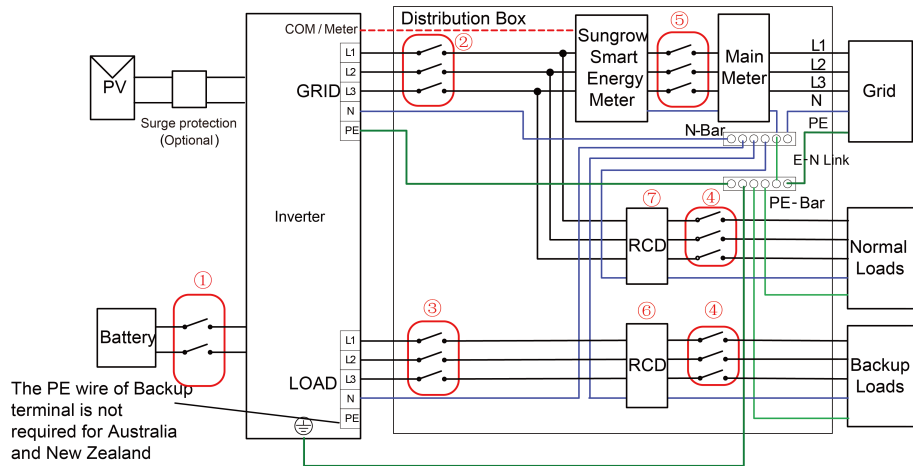 COM / Meter
Distribution Box
PV
Surge protection
(Optional)
GRID
L1
L2
L3
N
PE
②
Sungrow
Smart
Energy
Meter
⑤
Main
Meter
L1
L2
L3
N
PE
Grid
N-Bar
E-N Link
PE-Bar
Inverter
⑦
RCD
④
Normal
Loads
①
Battery
③
LOAD
L1
L2
L3
N
PE
⑥
RCD
④
Backup
Loads
The PE wire of Backup
terminal is not
required for Australia
and New Zealand